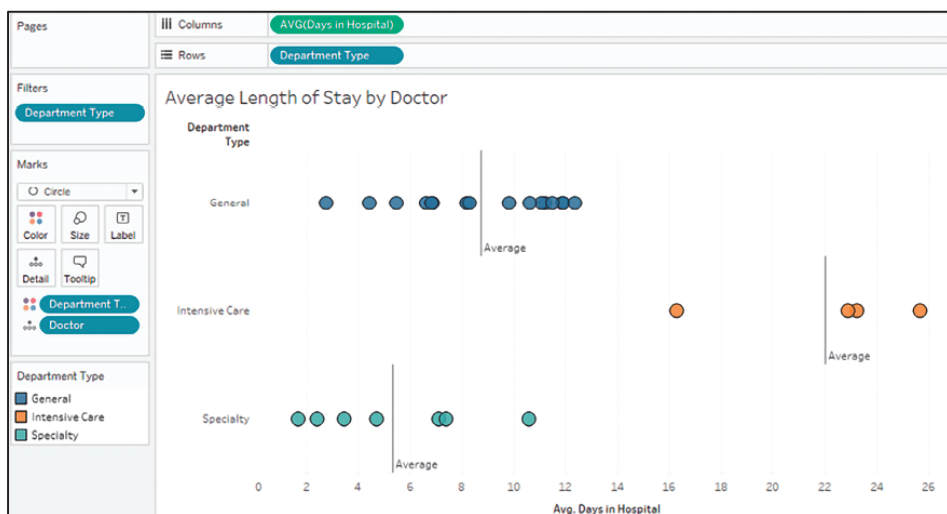 Pages
Columns
AVG(Days in Hospital)
Rows
Department Type
Filters
Department Type
Marks
Circle
Color
Size
Label
Detail
Tooltip
Department T..
Doctor
Department Type
General
Intensive Care
Specialty
Average Length of Stay by Doctor
Department
Type
General
Average
Intensive Care
Average
Specialty
Average
0 2 4 6 8 10 12 14 16 18 20 22 24 26
Avg. Days in Hospital